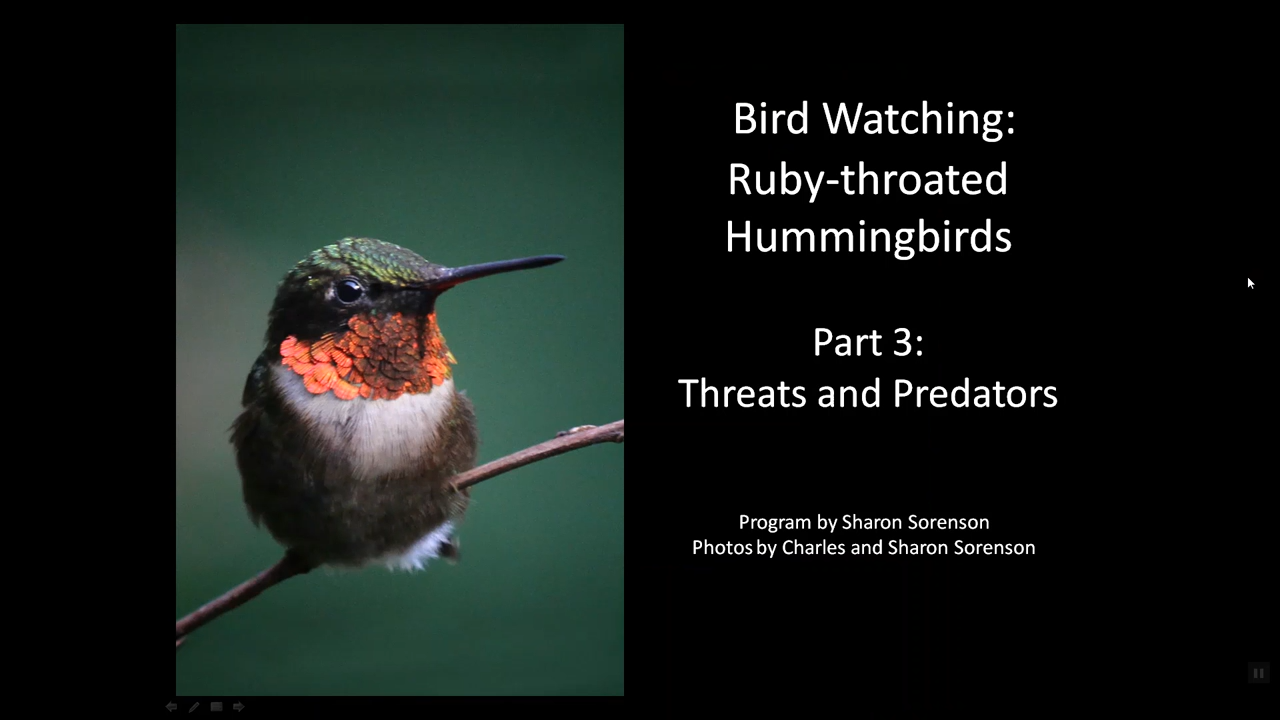 Bird Watching:
Ruby-throated
Hummingbirds
Part 3:
Threats and Predators
Program by Sharon Sorenson
Photos by Charles and Sharon Sorenson